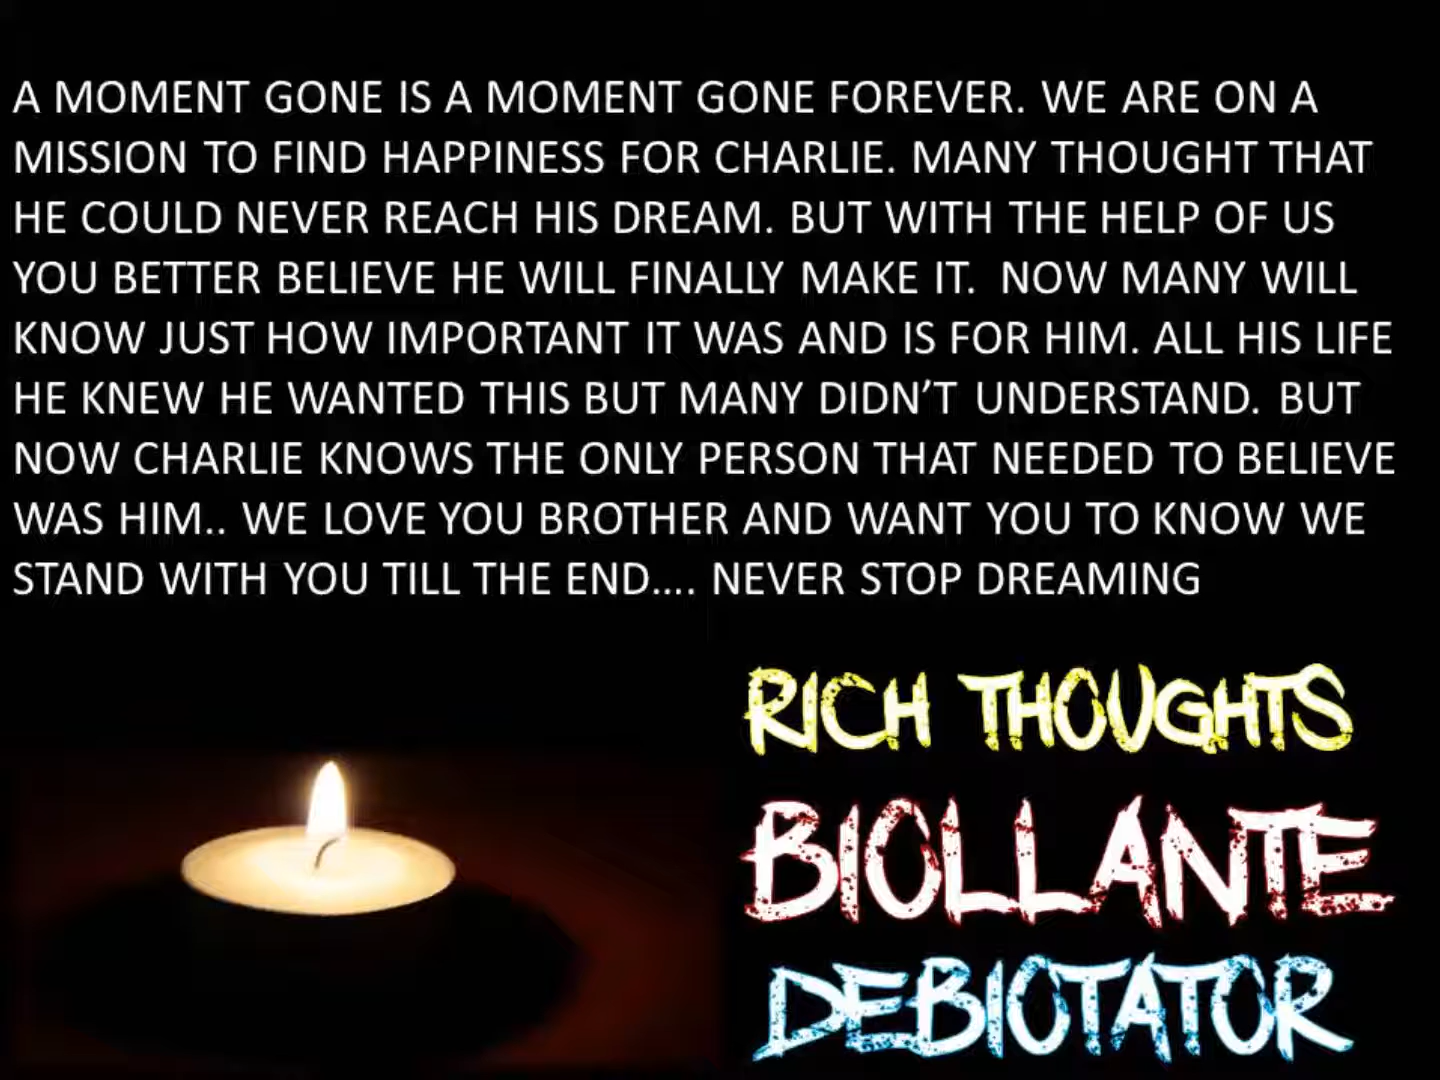 A MOMENT GONE IS A MOMENT GONE FOREVER. WE ARE ON A
MISSION TO FIND HAPPINESS FOR CHARLIE. MANY THOUGHT THAT
HE COULD NEVER REACH HIS DREAM. BUT WITH THE HELP OF US
YOU BETTER BELIEVE HE WILL FINALLY MAKE IT. NOW MANY WILL
KNOW JUST HOW IMPORTANT IT WAS AND IS FOR HIM. ALL HIS LIFE
HE KNEW HE WANTED THIS BUT MANY DIDN’T UNDERSTAND. BUT
NOW CHARLIE KNOWS THE ONLY PERSON THAT NEEDED TO BELIEVE
WAS HIM.. WE LOVE YOU BROTHER AND WANT YOU TO KNOW WE
STAND WITH YOU TILL THE END…. NEVER STOP DREAMING
RICH THOUGHTS
BIOLLANTE
DEBIOTATOR